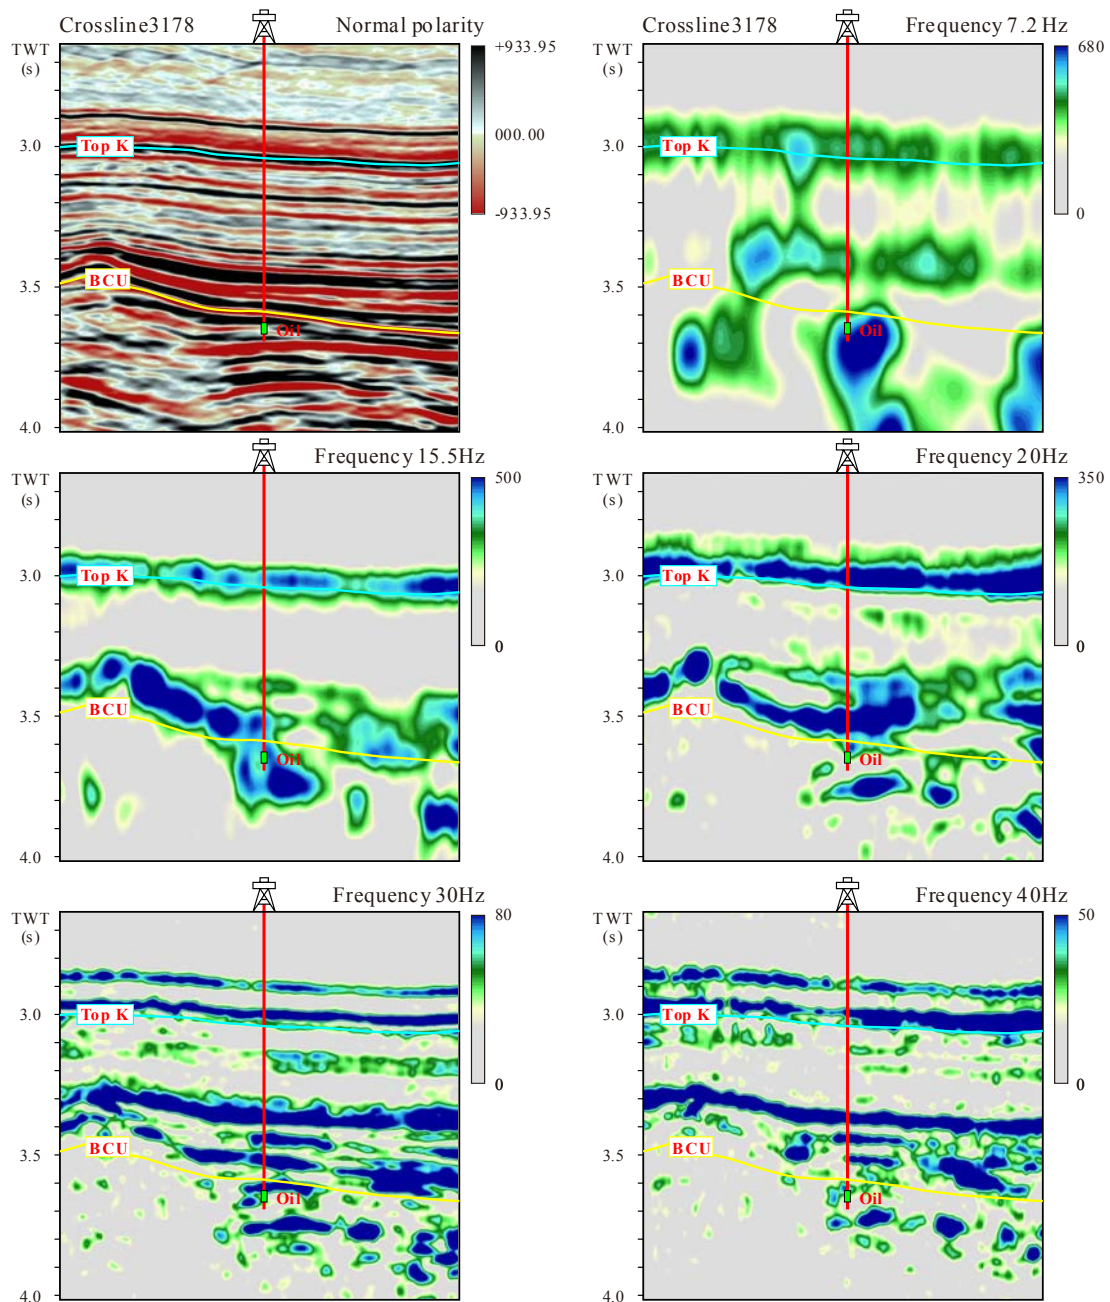 Crossline3178 Normal polarity
TWT
(s)
+933.95
000.00
-933.95
3.0
3.5
4.0
Top K
BCU
Oil
Crossline3178 Frequency 7.2 Hz
TWT
(s)
680
0
3.0
3.5
4.0
Top K
BCU
Oil
Frequency 15.5Hz
TWT
(s)
500
0
3.0
3.5
4.0
Top K
BCU
Oil
Frequency 20Hz
TWT
(s)
350
0
3.0
3.5
4.0
Top K
BCU
Oil
Frequency 30Hz
TWT
(s)
80
0
3.0
3.5
4.0
Top K
BCU
Oil
Frequency 40Hz
TWT
(s)
50
0
3.0
3.5
4.0
Top K
BCU
Oil